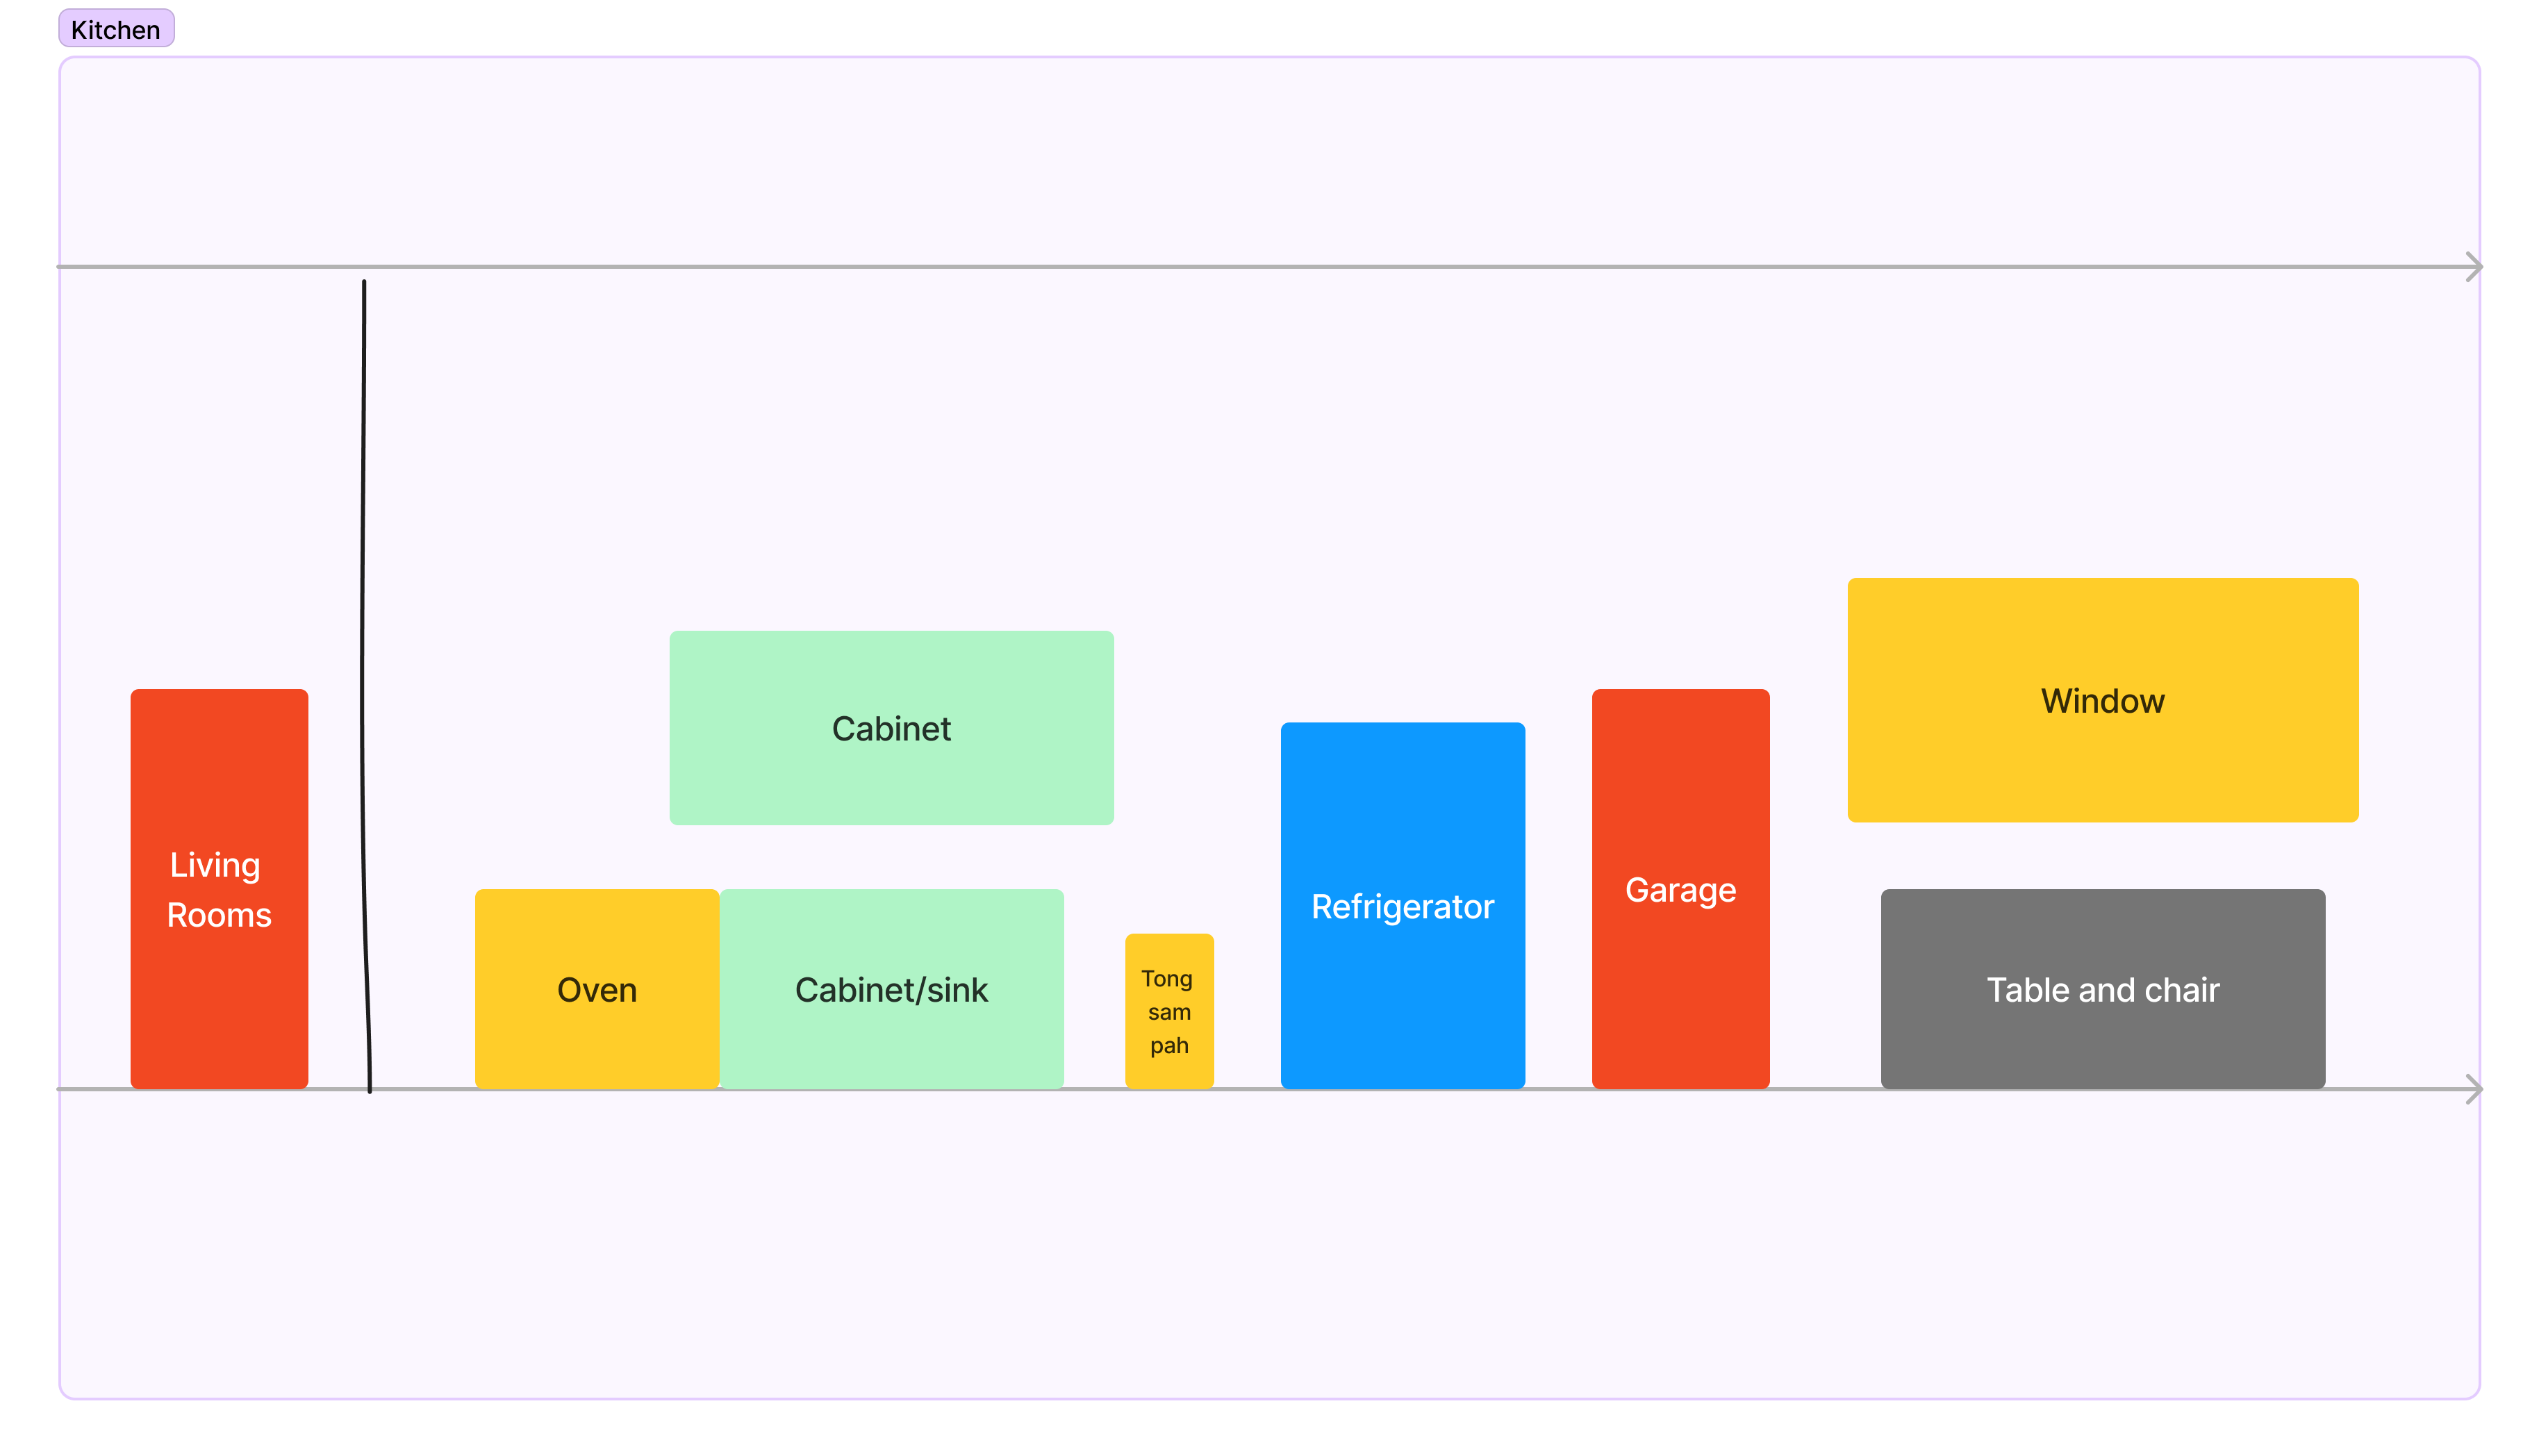 Kitchen
Living
Rooms
Oven
Cabinet
Cabinet/sink
Tong
sam
pah
Refrigerator
Garage
Window
Table and chair